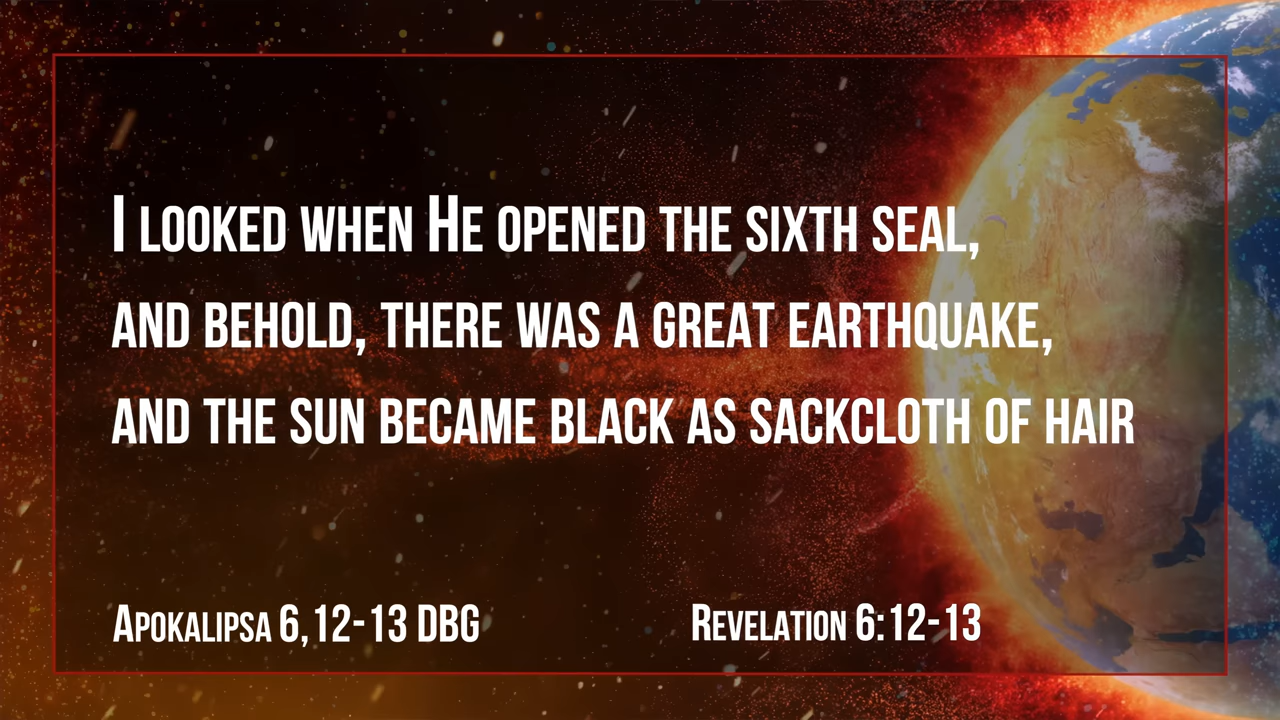 I looked when He opened the sixth seal,
and behold, there was a great earthquake,
and the sun became black as sackcloth of hair
Apokalipsa 6,12-13 DBG
Revelation 6:12-13